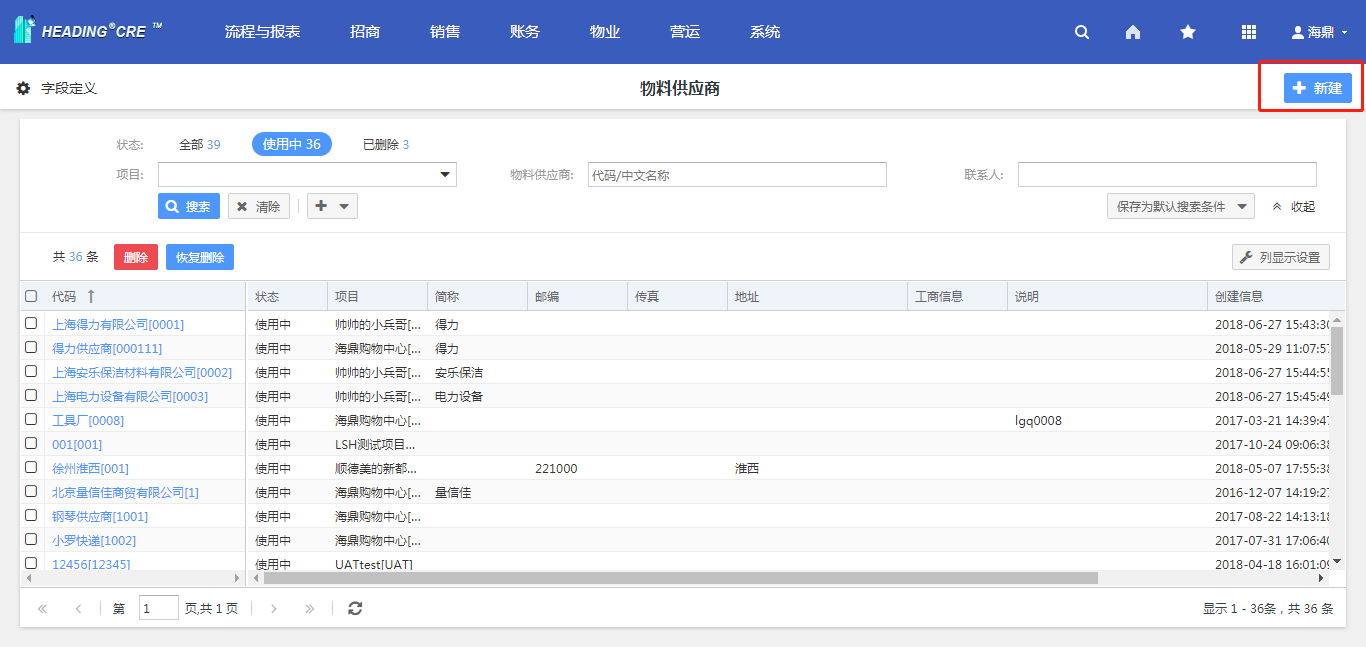 HEADING®CRE ™ 流程与报表 招商 销售 账务 物业 营运 系统 海鼎
字段定义 物料供应商 新建
状态: 全部 39 使用中 36 已删除 3
项目: 物料供应商: 代码/中文名称 联系人:
搜索 清除 保存为默认搜索条件 收起
共 36 条 删除 恢复删除 列显示设置
代码 状态 项目 简称 邮编 传真 地址 工商信息 说明 创建信息
上海得力有限公司[0001] 使用中 帅帅的小兵哥[... 得力 2018-06-27 15:43:30
得力供应商[000111] 使用中 海鼎购物中心[... 得力 2018-05-29 11:07:57
上海安乐保洁材料有限公司[0002] 使用中 帅帅的小兵哥[... 安乐保洁 2018-06-27 15:44:55
上海电力设备有限公司[0003] 使用中 帅帅的小兵哥[... 电力设备 2018-06-27 15:45:49
工具厂[0008] 使用中 海鼎购物中心[... lgq0008 2017-03-21 14:39:47
001[001] 使用中 LSH测试项目... 2017-10-24 09:06:38
徐州淮西[001] 使用中 顺德美的新都... 221000 淮西 2018-05-07 17:55:38
北京量信佳商贸有限公司[1] 使用中 海鼎购物中心[... 量信佳 2016-12-07 14:19:27
钢琴供应商[1001] 使用中 海鼎购物中心[... 2017-08-22 14:13:18
小罗快递[1002] 使用中 海鼎购物中心[... 2017-07-31 17:06:40
12456[12345] 使用中 UATtest[UAT] 2018-04-18 16:01:09
第 1 页,共 1 页 显示 1 - 36条，共 36 条